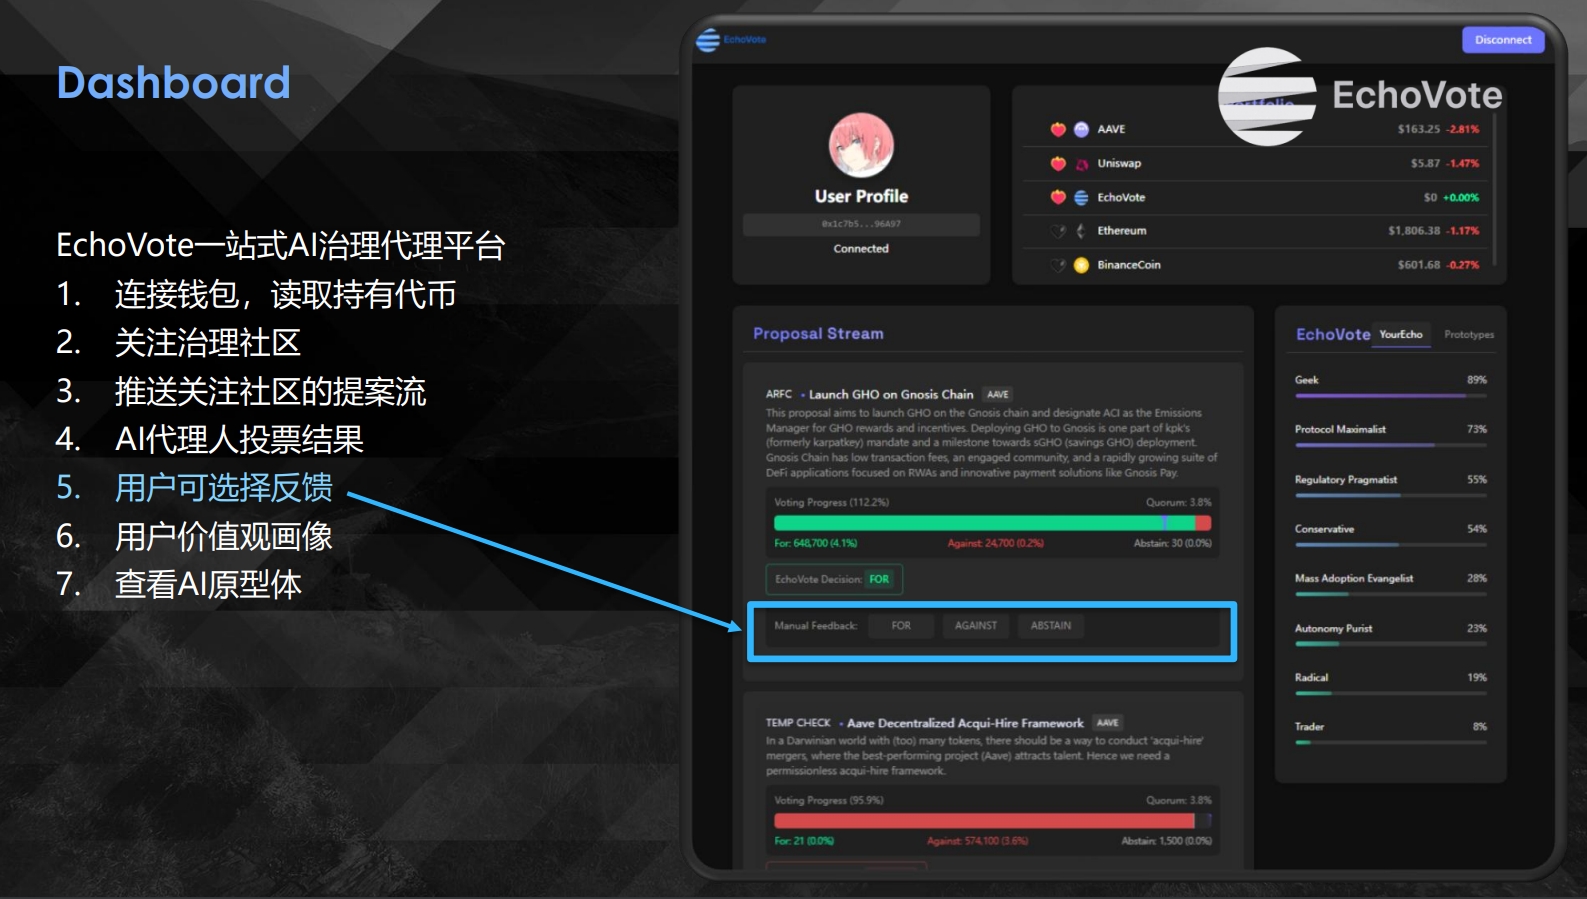 Dashboard
EchoVote一站式AI治理代理平台
1. 连接钱包，读取持有代币
2. 关注治理社区
3. 推送关注社区的提案流
4. AI代理人投票结果
5. 用户可选择反馈
6. 用户价值观画像
7. 查看AI原型体
EchoVote
Disconnect
EchoVote
User Profile
0x1c7b5...96A97
Connected
AAVE $163.25 -2.81%
Uniswap $5.87 -1.47%
EchoVote $0 +0.00%
Ethereum $1,806.38 -1.17%
BinanceCoin $601.68 -0.27%
Proposal Stream
ARFC • Launch GHO on Gnosis Chain AAVE
This proposal aims to launch GHO on the Gnosis chain and designate ACI as the Emissions
Manager for GHO rewards and incentives. Deploying GHO to Gnosis is one part of kpk's
(formerly karpatkey) mandate and a milestone towards sGHO (savings GHO) deployment.
Gnosis Chain has low transaction fees, an engaged community, and a rapidly growing suite of
DeFi applications focused on RWAs and innovative payment solutions like Gnosis Pay.
Voting Progress (112.2%) Quorum: 3.8%
For: 648,700 (4.1%) Against: 24,700 (0.2%) Abstain: 30 (0.0%)
EchoVote Decision: FOR
Manual Feedback: FOR AGAINST ABSTAIN
TEMP CHECK • Aave Decentralized Acqui-Hire Framework AAVE
In a Darwinian world with (too) many tokens, there should be a way to conduct 'acqui-hire'
mergers, where the best-performing project (Aave) attracts talent. Hence we need a
permissionless acqui-hire framework.
Voting Progress (95.9%) Quorum: 3.8%
For: 21 (0.0%) Against: 574,100 (3.6%) Abstain: 1,500 (0.0%)
EchoVote YourEcho Prototypes
Geek 89%
Protocol Maximalist 73%
Regulatory Pragmatist 55%
Conservative 54%
Mass Adoption Evangelist 28%
Autonomy Purist 23%
Radical 19%
Trader 8%